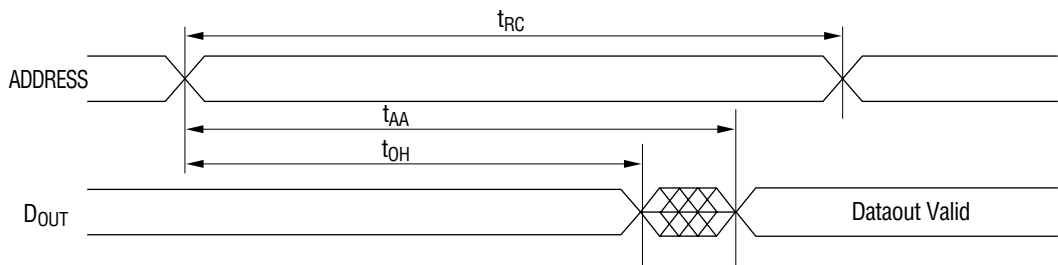 tRC
ADDRESS
tAA
tOH
DOUT
Dataout Valid